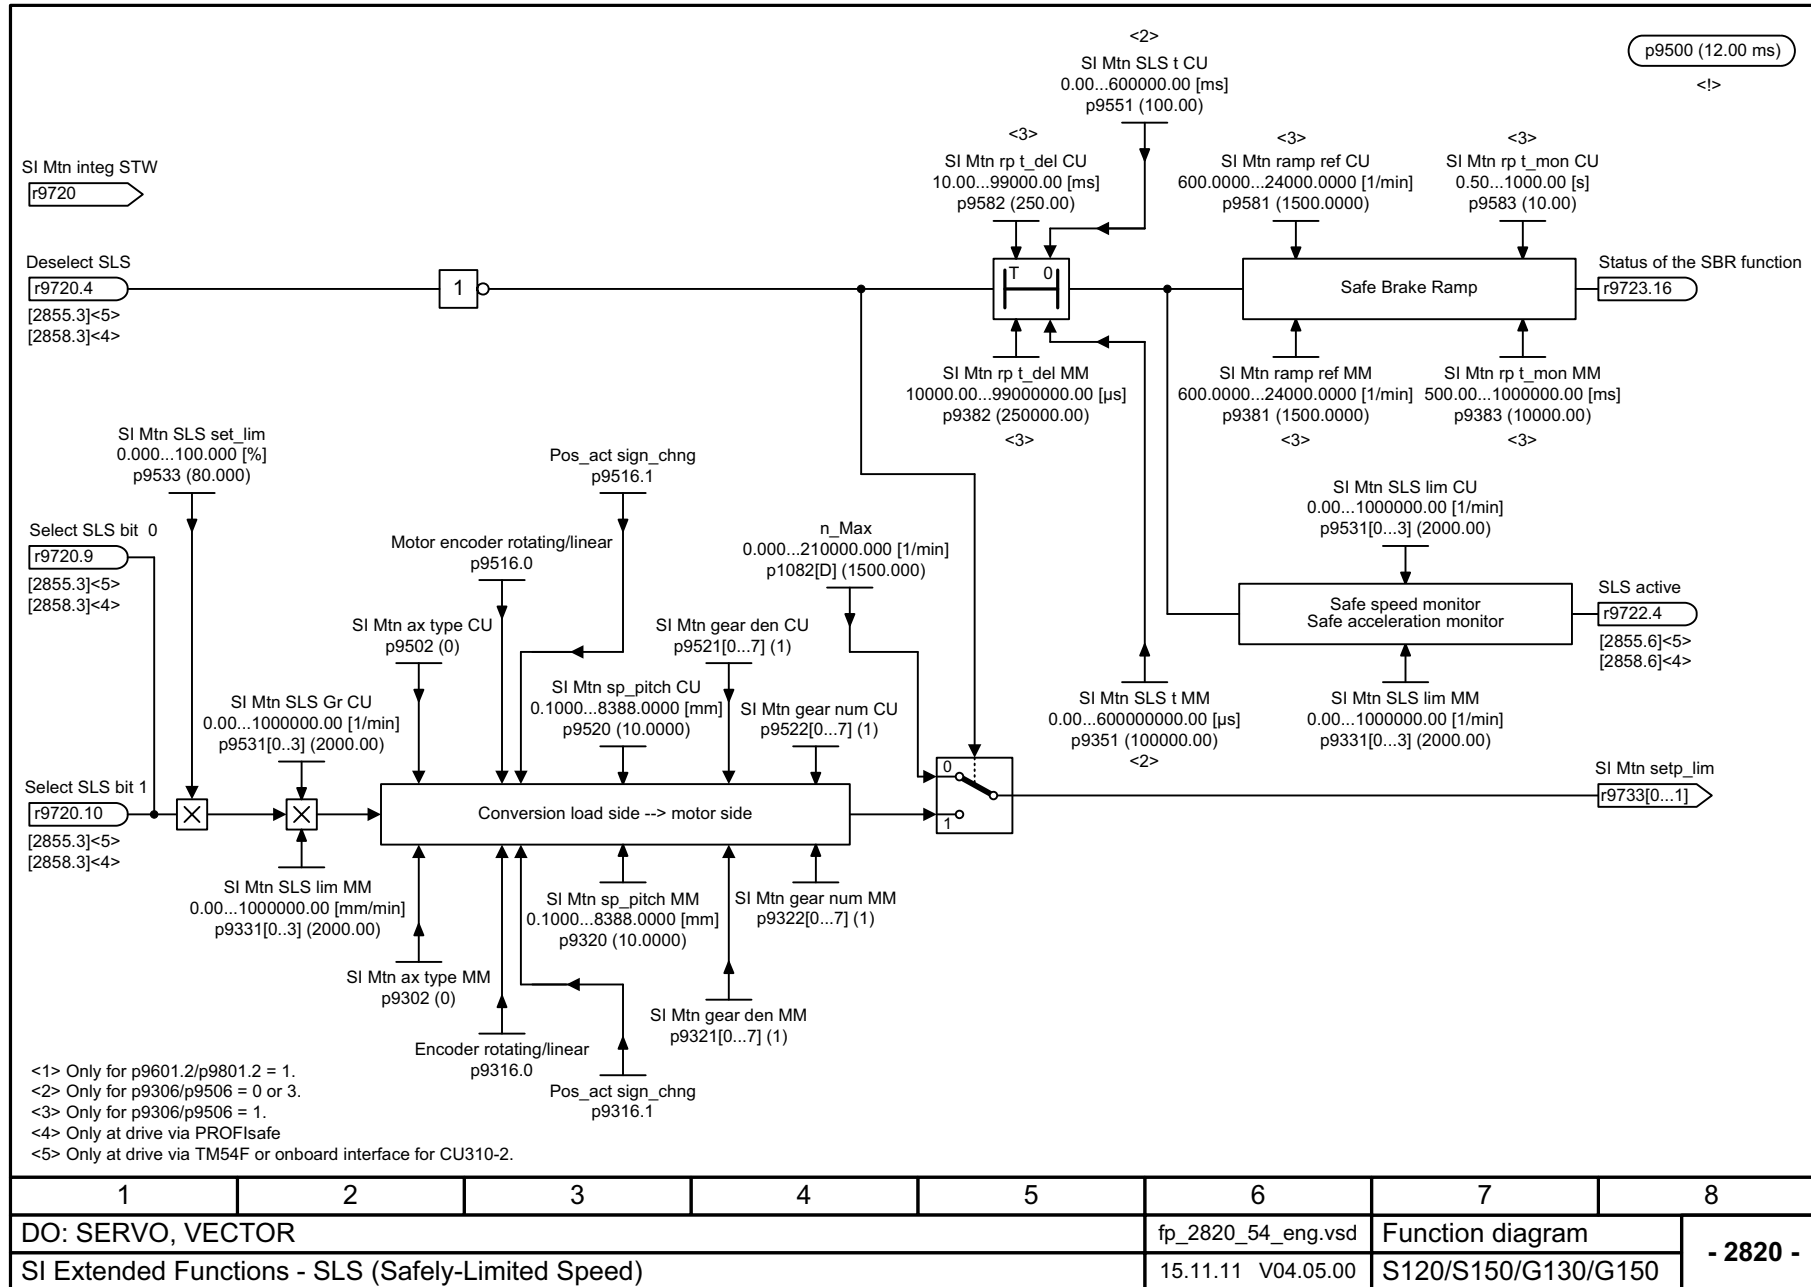 <2>
SI Mtn SLS t CU
0.00...600000.00 [ms]
p9551 (100.00)
p9500 (12.00 ms)
<!>
SI Mtn integ STW
r9720
<3>
SI Mtn rp t_del CU
10.00...99000.00 [ms]
p9582 (250.00)
<3>
SI Mtn ramp ref CU
600.0000...24000.0000 [1/min]
p9581 (1500.0000)
<3>
SI Mtn rp t_mon CU
0.50...1000.00 [s]
p9583 (10.00)
Deselect SLS
r9720.4
[2855.3]<5>
[2858.3]<4>
1
T 0
Safe Brake Ramp
Status of the SBR function
r9723.16
SI Mtn rp t_del MM
10000.00...99000000.00 [µs]
p9382 (250000.00)
<3>
SI Mtn ramp ref MM
600.0000...24000.0000 [1/min]
p9381 (1500.0000)
<3>
SI Mtn rp t_mon MM
500.00...1000000.00 [ms]
p9383 (10000.00)
<3>
SI Mtn SLS set_lim
0.000...100.000 [%]
p9533 (80.000)
Pos_act sign_chng
p9516.1
Select SLS bit  0
r9720.9
[2855.3]<5>
[2858.3]<4>
Motor encoder rotating/linear
p9516.0
n_Max
0.000...210000.000 [1/min]
p1082[D] (1500.000)
SI Mtn SLS lim CU
0.00...1000000.00 [1/min]
p9531[0...3] (2000.00)
Safe speed monitor
Safe acceleration monitor
SLS active
r9722.4
[2855.6]<5>
[2858.6]<4>
SI Mtn ax type CU
p9502 (0)
SI Mtn gear den CU
p9521[0...7] (1)
SI Mtn SLS Gr CU
0.00...1000000.00 [1/min]
p9531[0..3] (2000.00)
SI Mtn sp_pitch CU
0.1000...8388.0000 [mm]
p9520 (10.0000)
SI Mtn gear num CU
p9522[0...7] (1)
SI Mtn SLS t MM
0.00...600000000.00 [µs]
p9351 (100000.00)
<2>
SI Mtn SLS lim MM
0.00...1000000.00 [1/min]
p9331[0...3] (2000.00)
Select SLS bit 1
r9720.10
[2855.3]<5>
[2858.3]<4>
Conversion load side --> motor side
0
1
SI Mtn setp_lim
r9733[0...1]
SI Mtn SLS lim MM
0.00...1000000.00 [mm/min]
p9331[0..3] (2000.00)
SI Mtn sp_pitch MM
0.1000...8388.0000 [mm]
p9320 (10.0000)
SI Mtn gear num MM
p9322[0...7] (1)
SI Mtn ax type MM
p9302 (0)
SI Mtn gear den MM
p9321[0...7] (1)
Encoder rotating/linear
p9316.0
Pos_act sign_chng
p9316.1
<1> Only for p9601.2/p9801.2 = 1.
<2> Only for p9306/p9506 = 0 or 3.
<3> Only for p9306/p9506 = 1.
<4> Only at drive via PROFIsafe
<5> Only at drive via TM54F or onboard interface for CU310-2.
1 2 3 4 5 6 7 8
DO: SERVO, VECTOR
fp_2820_54_eng.vsd
Function diagram
- 2820 -
SI Extended Functions - SLS (Safely-Limited Speed)
15.11.11 V04.05.00
S120/S150/G130/G150